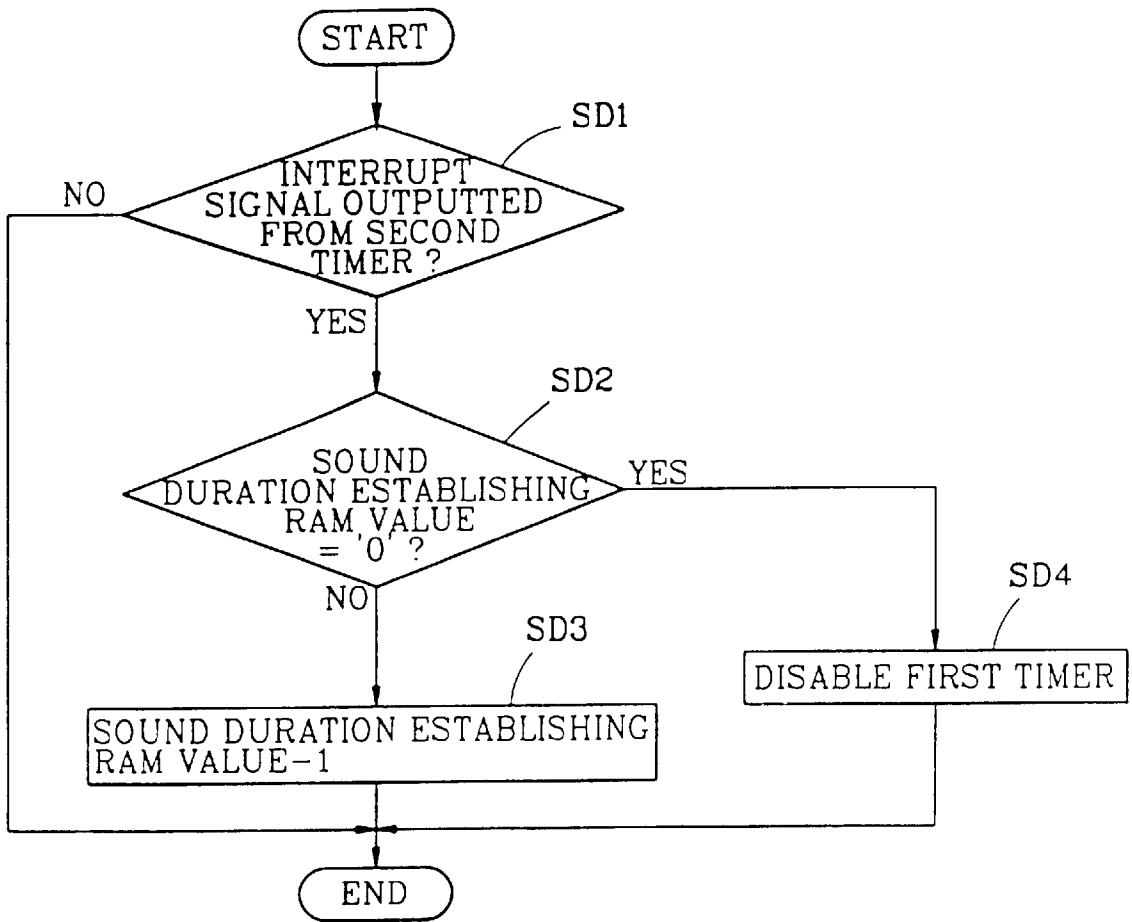 START
SD1
INTERRUPT
SIGNAL OUTPUTTED
FROM SECOND
TIMER ?
NO
YES
SD2
SOUND
DURATION ESTABLISHING
RAM VALUE
= '0' ?
YES
NO
SD3
SD4
SOUND DURATION ESTABLISHING
RAM VALUE-1
DISABLE FIRST TIMER
END